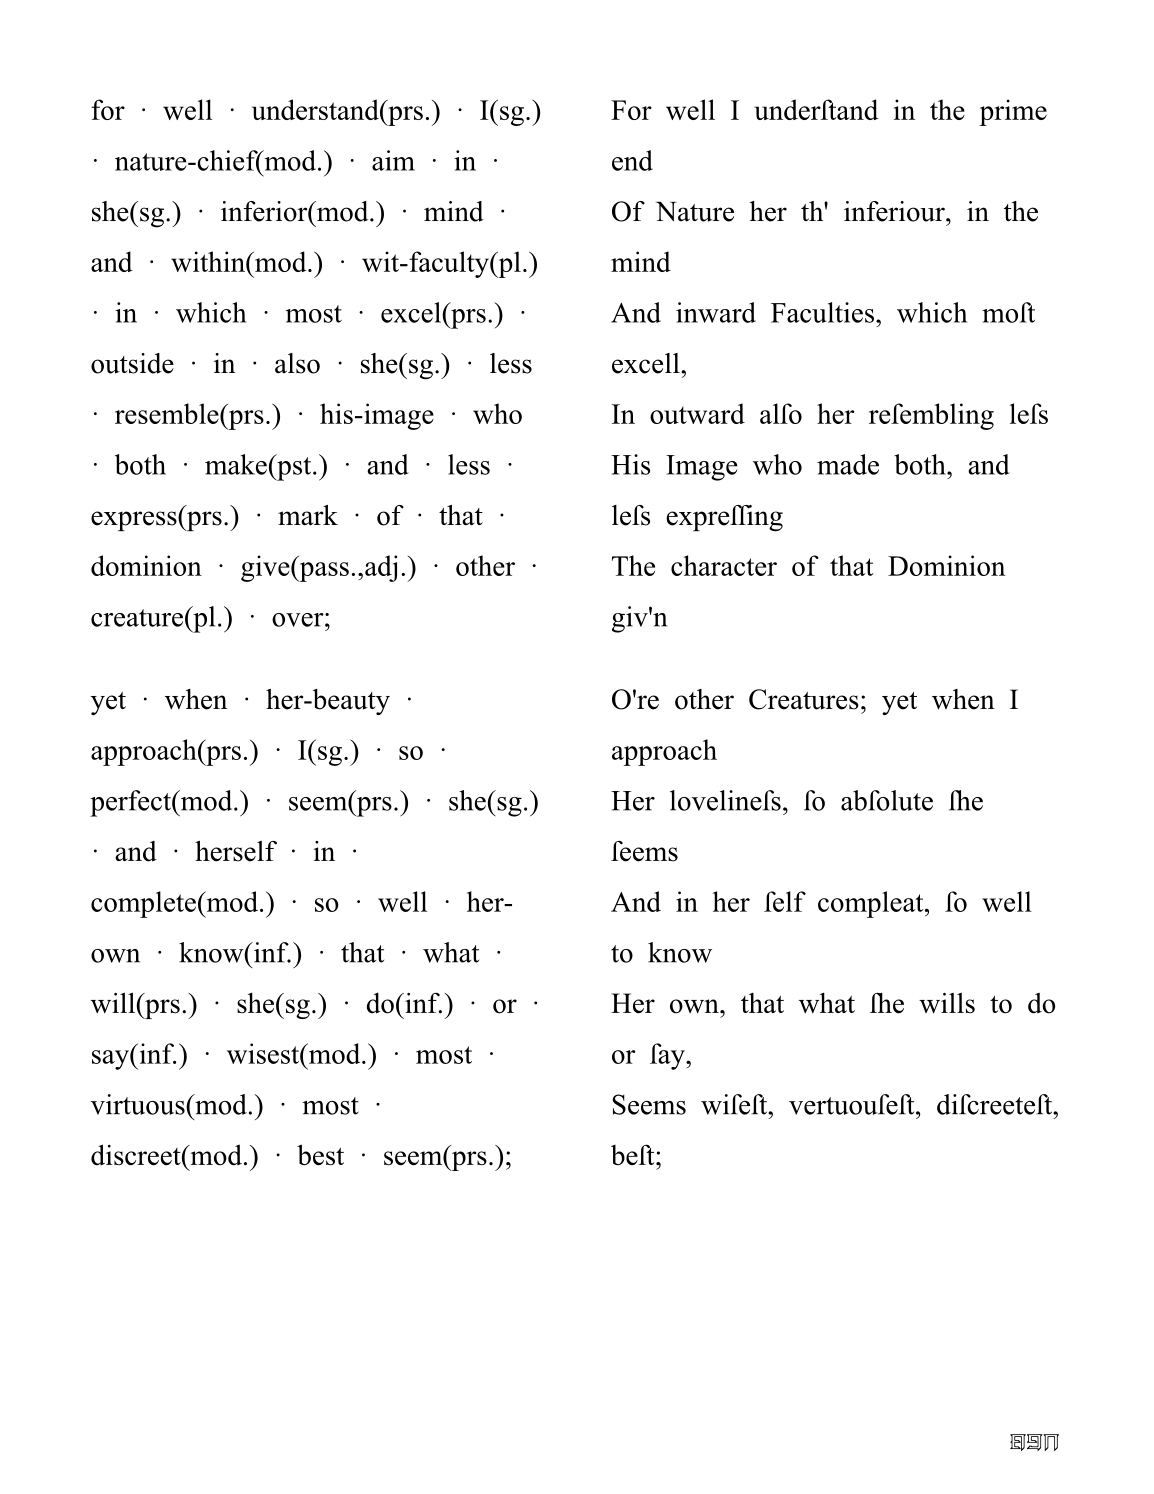 for · well · understand(prs.) · I(sg.)
· nature-chief(mod.) · aim · in ·
she(sg.) · inferior(mod.) · mind ·
and · within(mod.) · wit-faculty(pl.)
· in · which · most · excel(prs.) ·
outside · in · also · she(sg.) · less
· resemble(prs.) · his-image · who
· both · make(pst.) · and · less ·
express(prs.) · mark · of · that ·
dominion · give(pass.,adj.) · other ·
creature(pl.) · over;
yet · when · her-beauty ·
approach(prs.) · I(sg.) · so ·
perfect(mod.) · seem(prs.) · she(sg.)
· and · herself · in ·
complete(mod.) · so · well · her-
own · know(inf.) · that · what ·
will(prs.) · she(sg.) · do(inf.) · or ·
say(inf.) · wisest(mod.) · most ·
virtuous(mod.) · most ·
discreet(mod.) · best · seem(prs.);
For well I underſtand in the prime
end
Of Nature her th' inferiour, in the
mind
And inward Faculties, which moſt
excell,
In outward alſo her reſembling leſs
His Image who made both, and
leſs expreſſing
The character of that Dominion
giv'n
O're other Creatures; yet when I
approach
Her lovelineſs, ſo abſolute ſhe
ſeems
And in her ſelf compleat, ſo well
to know
Her own, that what ſhe wills to do
or ſay,
Seems wiſeſt, vertuouſeſt, diſcreeteſt,
beſt;